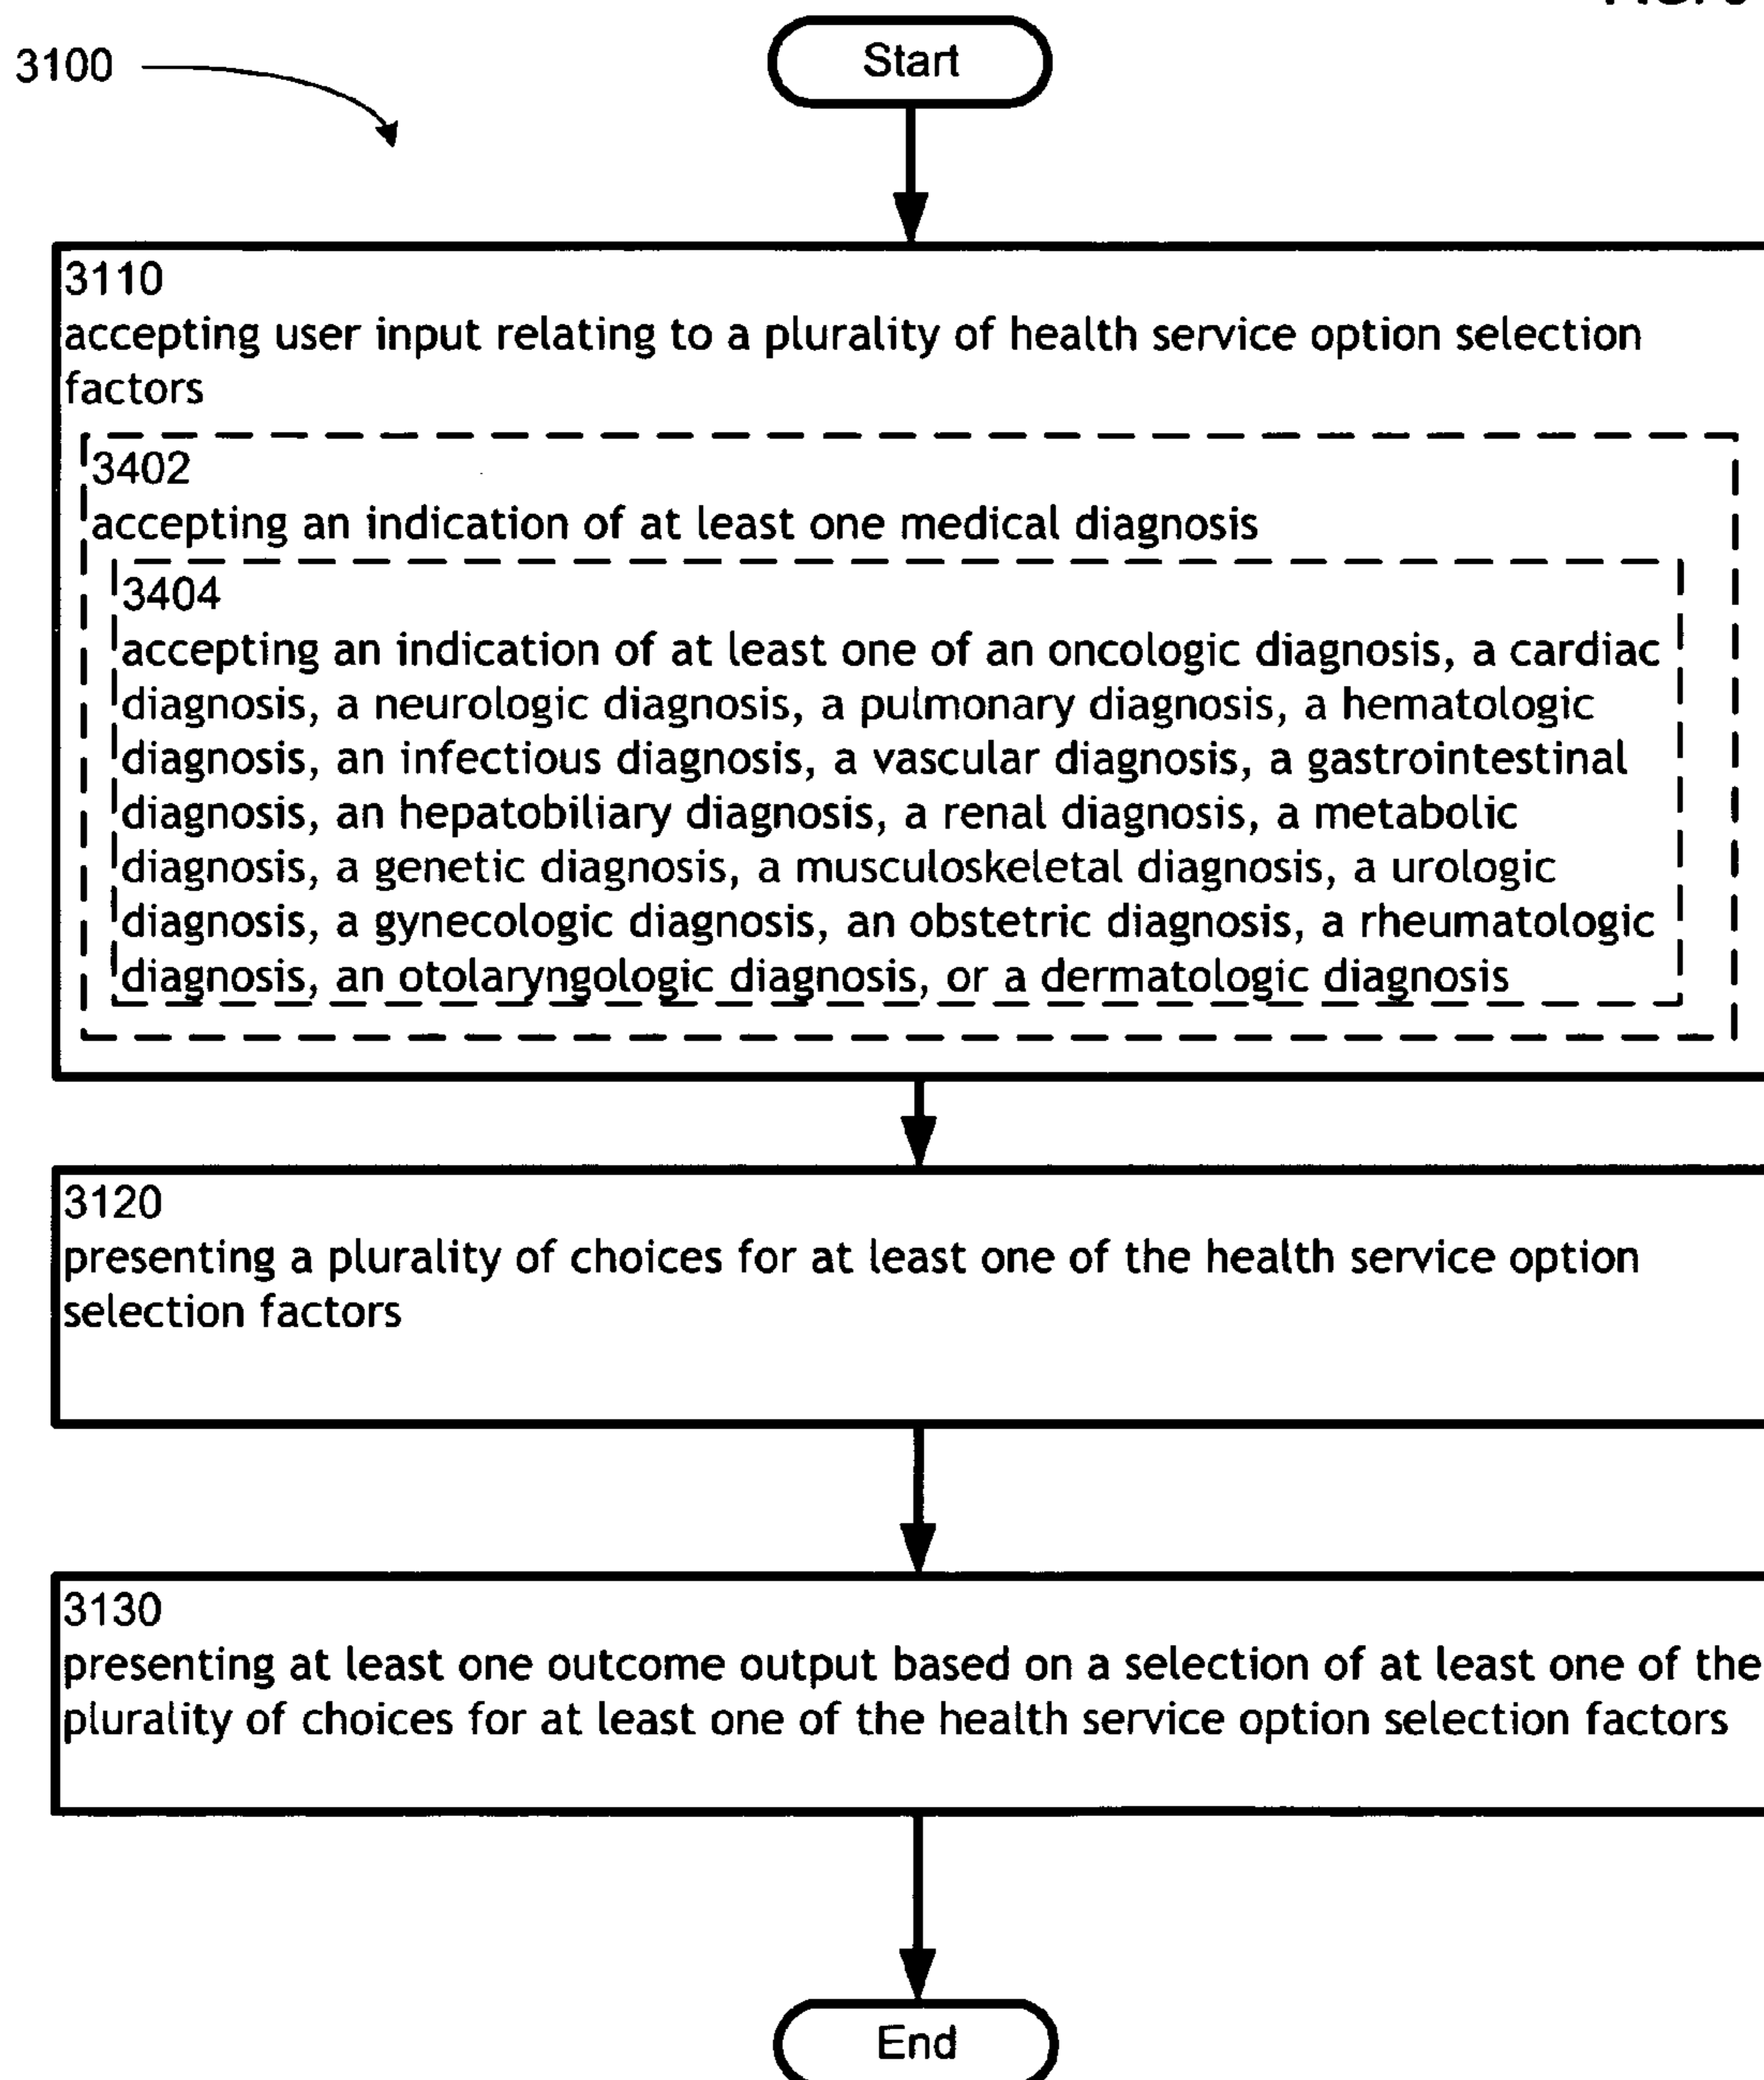 3100
Start
3110
accepting user input relating to a plurality of health service option selection
factors
3402
accepting an indication of at least one medical diagnosis
3404
accepting an indication of at least one of an oncologic diagnosis, a cardiac
diagnosis, a neurologic diagnosis, a pulmonary diagnosis, a hematologic
diagnosis, an infectious diagnosis, a vascular diagnosis, a gastrointestinal
diagnosis, an hepatobiliary diagnosis, a renal diagnosis, a metabolic
diagnosis, a genetic diagnosis, a musculoskeletal diagnosis, a urologic
diagnosis, a gynecologic diagnosis, an obstetric diagnosis, a rheumatologic
diagnosis, an otolaryngologic diagnosis, or a dermatologic diagnosis
3120
presenting a plurality of choices for at least one of the health service option
selection factors
3130
presenting at least one outcome output based on a selection of at least one of the
plurality of choices for at least one of the health service option selection factors
End